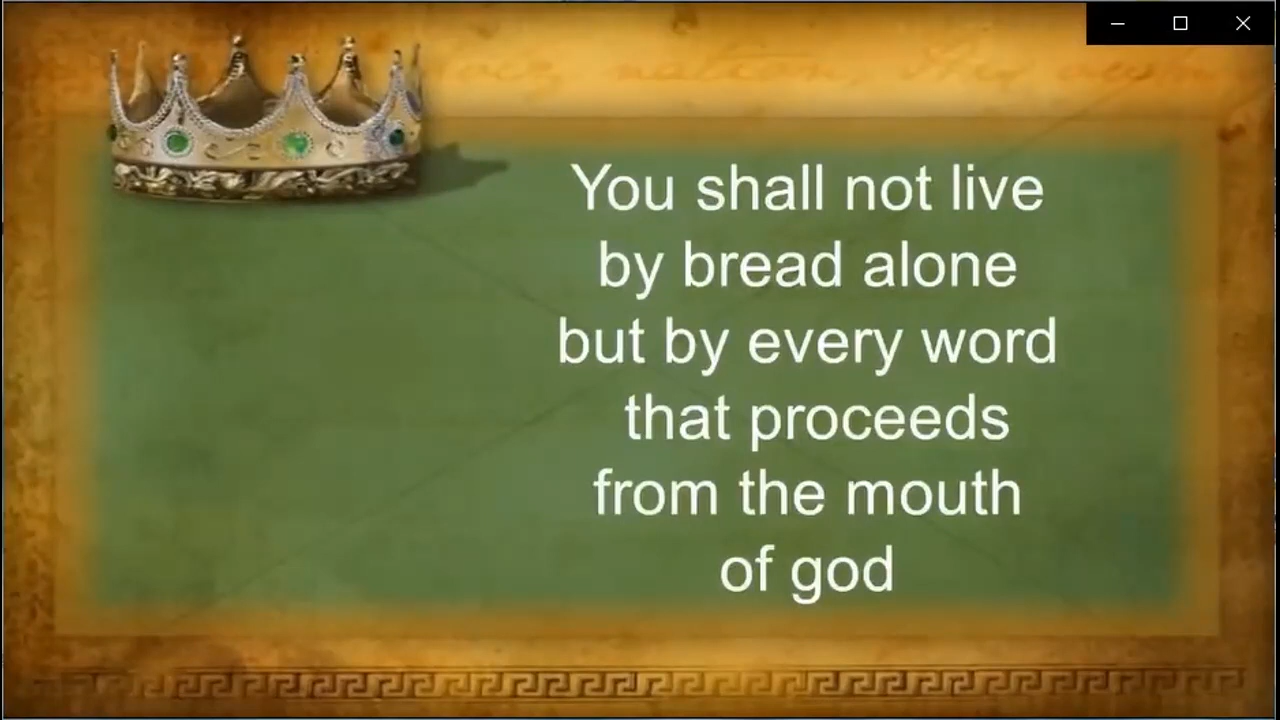 You shall not live
by bread alone
but by every word
that proceeds
from the mouth
of god